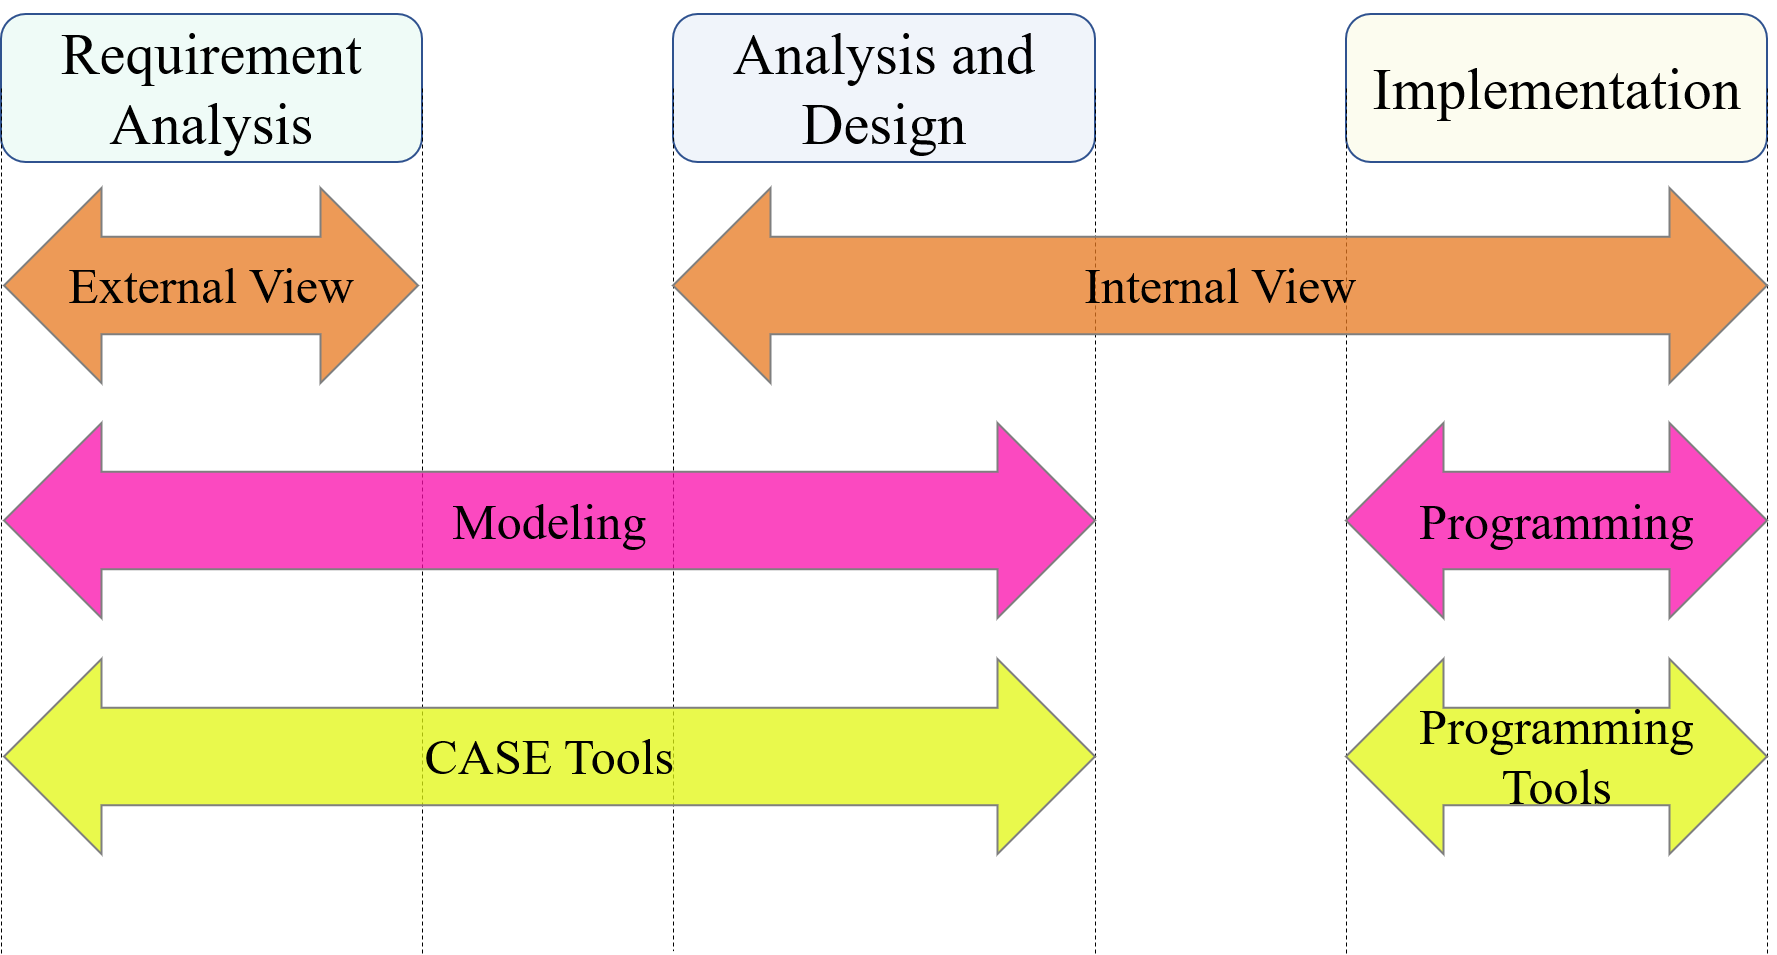 Requirement
Analysis
Analysis and
Design
Implementation
External View
Internal View
Modeling
Programming
CASE Tools
Programming
Tools